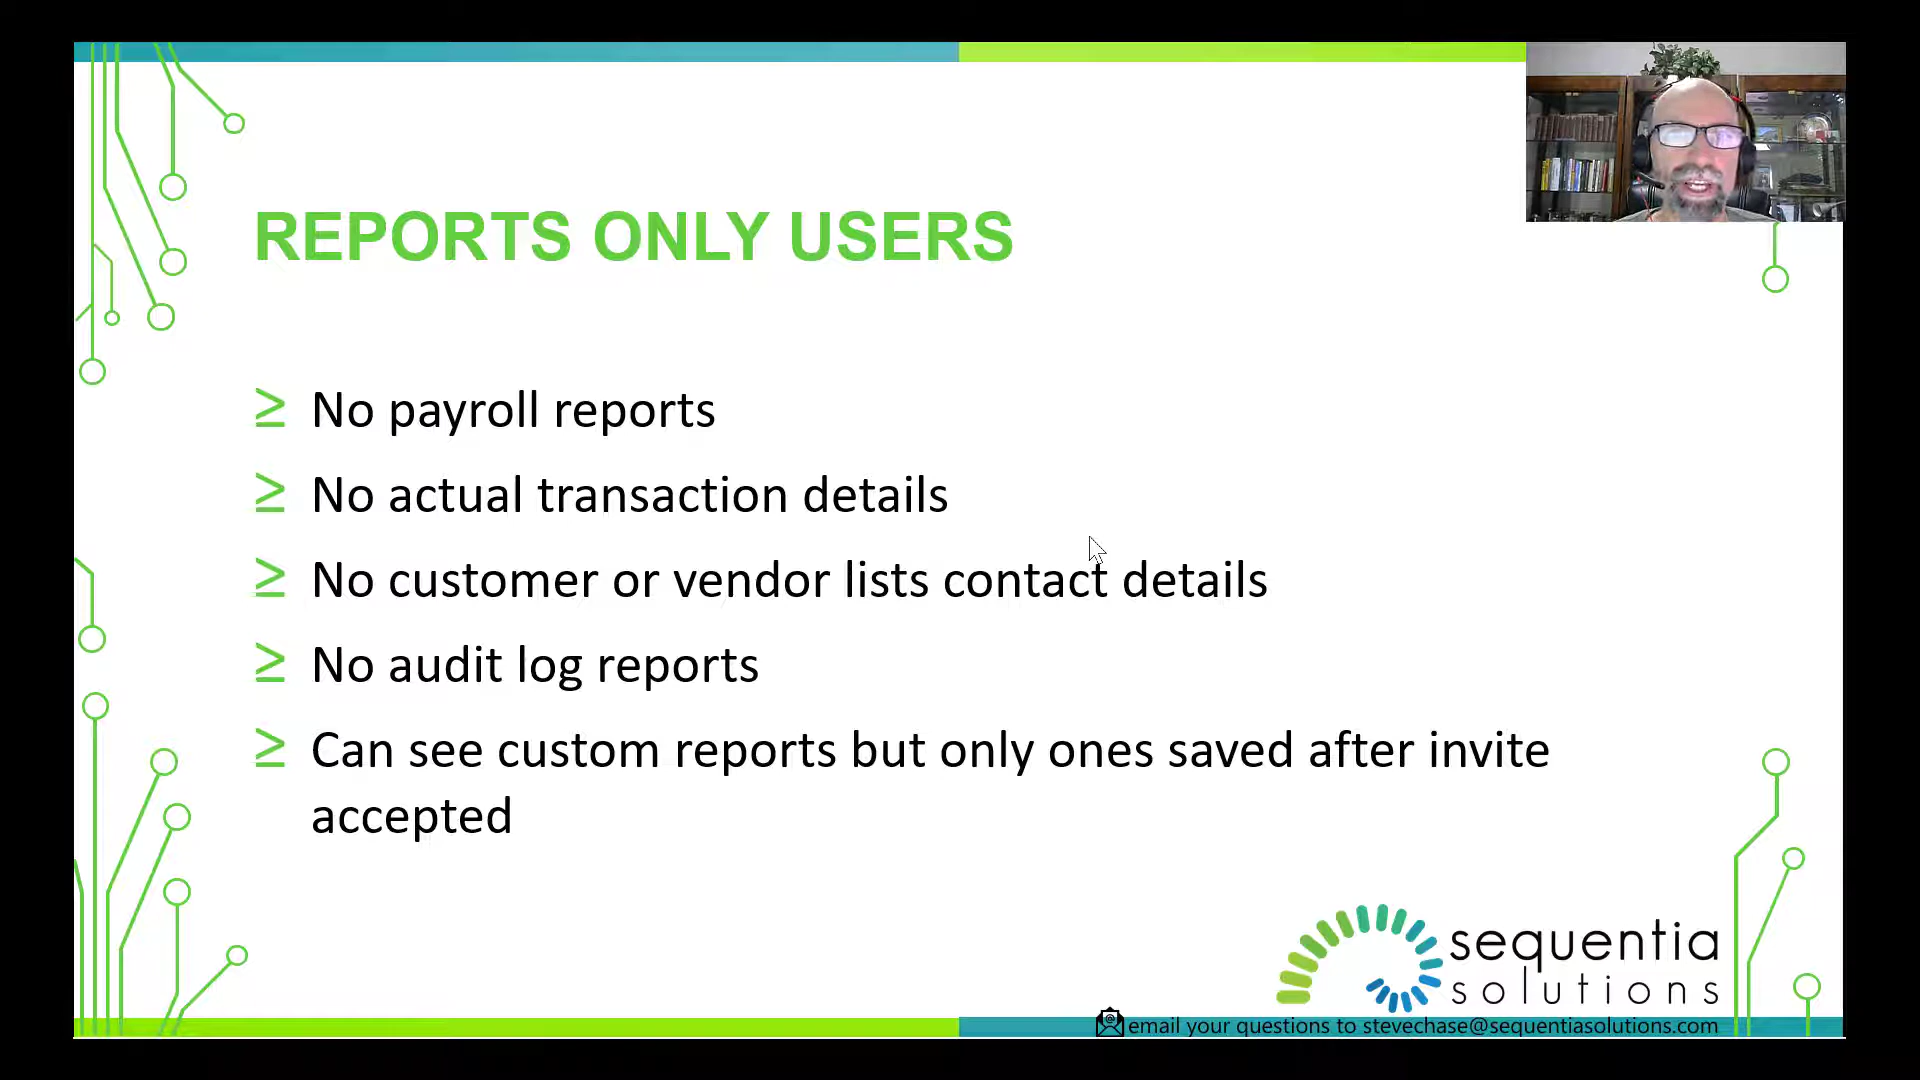 REPORTS ONLY USERS
≥ No payroll reports
≥ No actual transaction details
≥ No customer or vendor lists contact details
≥ No audit log reports
≥ Can see custom reports but only ones saved after invite
accepted
sequentia
solutions
email your questions to stevechase@sequentiasolutions.com